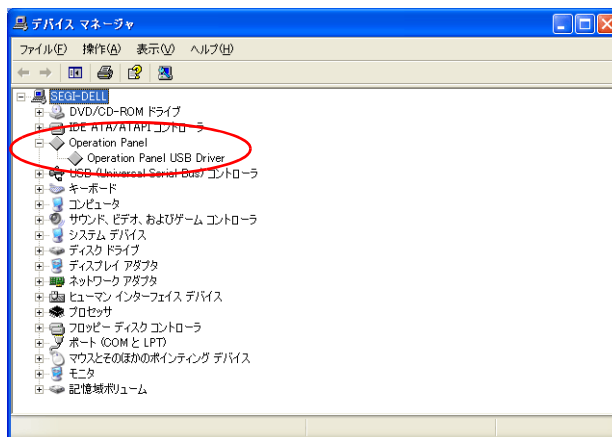 デバイス マネージャ
ファイル(F) 操作(A) 表示(V) ヘルプ(H)
SEGI-DELL
DVD/CD-ROM ドライブ
IDE ATA/ATAPI コントローラ
Operation Panel
Operation Panel USB Driver
USB (Universal Serial Bus) コントローラ
キーボード
コンピュータ
サウンド、ビデオ、およびゲーム コントローラ
システム デバイス
ディスク ドライブ
ディスプレイ アダプタ
ネットワーク アダプタ
ヒューマン インターフェイス デバイス
プロセッサ
フロッピー ディスク コントローラ
ポート (COM と LPT)
マウスとそのほかのポインティング デバイス
モニタ
記憶域ボリューム